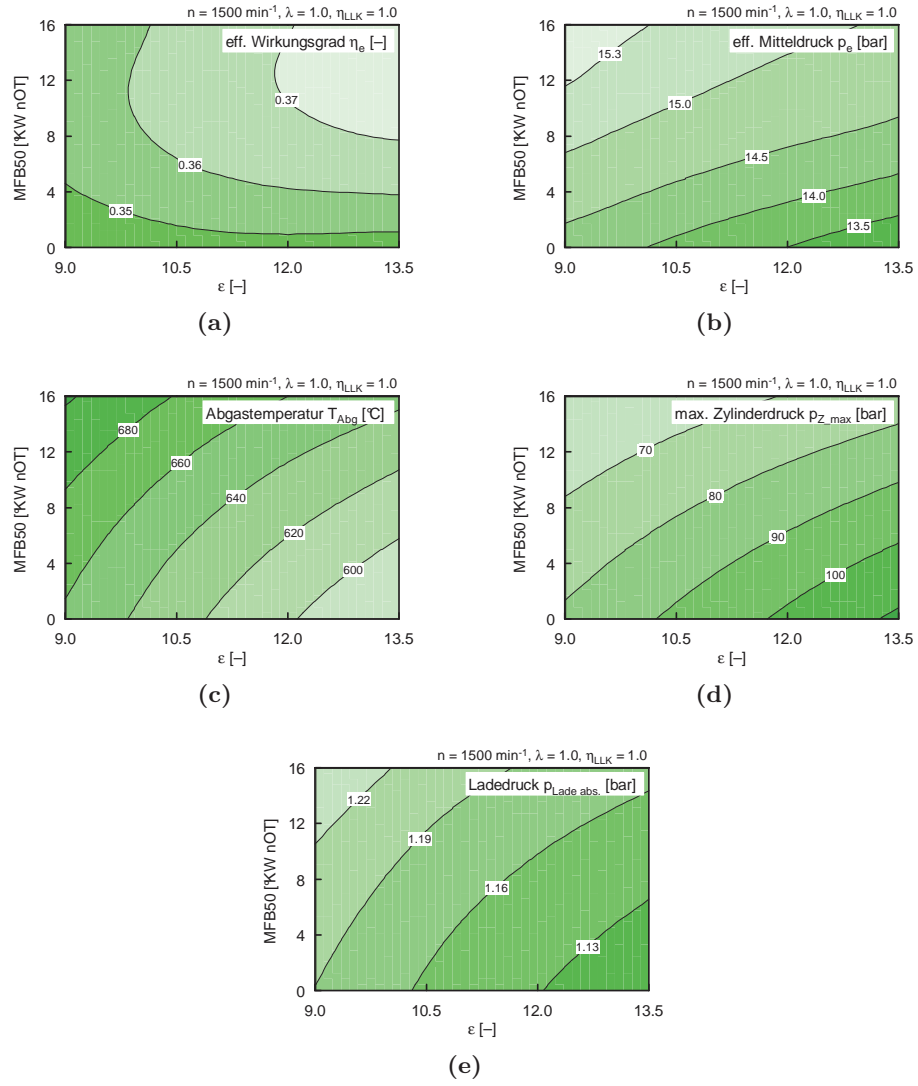 n = 1500 min⁻¹, λ = 1.0, η_LLK = 1.0
eff. Wirkungsgrad η_e [–]
MFB50 [°KW nOT]
16
12
8
4
0
0.37
0.36
0.35
9.0 10.5 12.0 13.5
ε [–]
(a)
n = 1500 min⁻¹, λ = 1.0, η_LLK = 1.0
eff. Mitteldruck p_e [bar]
MFB50 [°KW nOT]
16
12
8
4
0
15.3
15.0
14.5
14.0
13.5
9.0 10.5 12.0 13.5
ε [–]
(b)
n = 1500 min⁻¹, λ = 1.0, η_LLK = 1.0
Abgastemperatur T_Abg [°C]
MFB50 [°KW nOT]
16
12
8
4
0
680
660
640
620
600
9.0 10.5 12.0 13.5
ε [–]
(c)
n = 1500 min⁻¹, λ = 1.0, η_LLK = 1.0
max. Zylinderdruck p_Z_max [bar]
MFB50 [°KW nOT]
16
12
8
4
0
70
80
90
100
9.0 10.5 12.0 13.5
ε [–]
(d)
n = 1500 min⁻¹, λ = 1.0, η_LLK = 1.0
Ladedruck p_Lade abs. [bar]
MFB50 [°KW nOT]
16
12
8
4
0
1.22
1.19
1.16
1.13
9.0 10.5 12.0 13.5
ε [–]
(e)